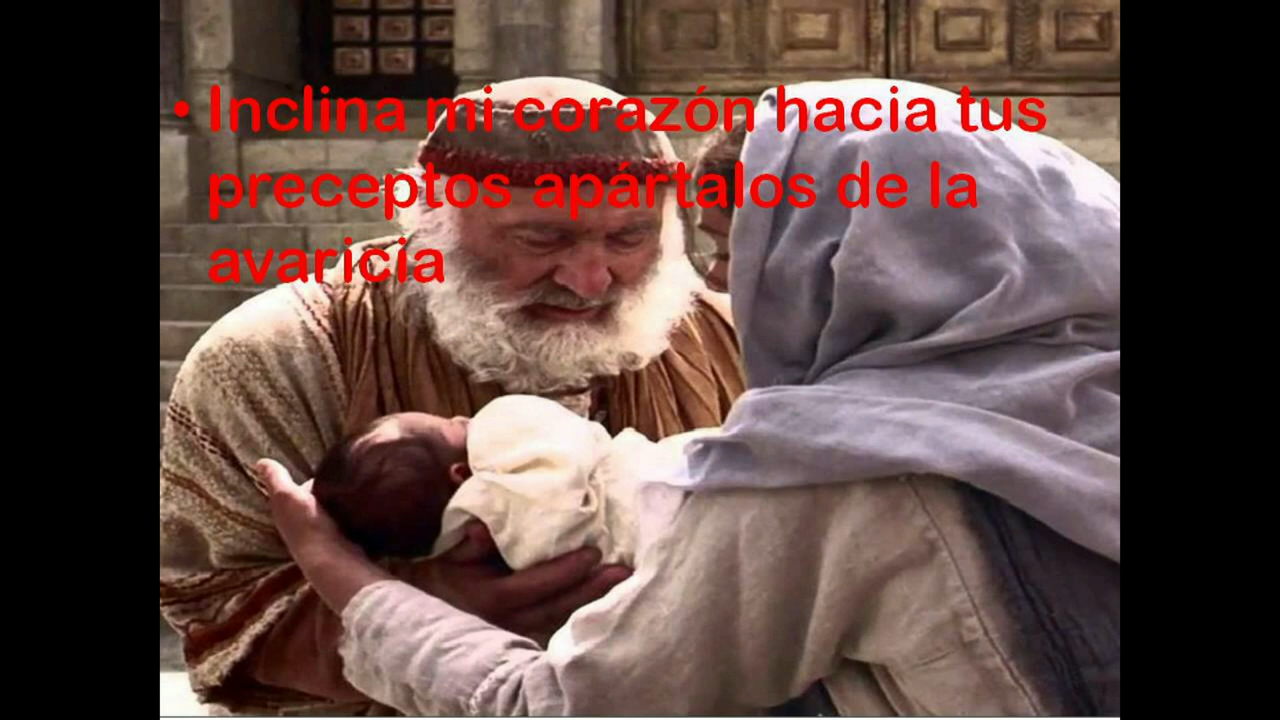 • Inclina mi corazón hacia tus
preceptos apártalos de la
avaricia